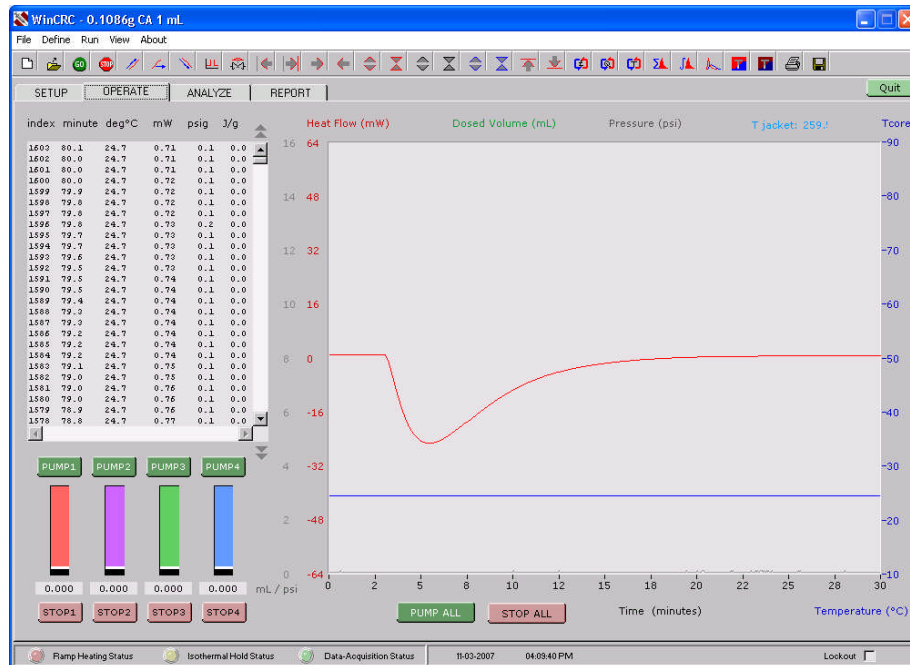 WinCRC - 0.1086g CA 1 mL
File Define Run View About
GO STOP
SETUP OPERATE ANALYZE REPORT Quit
index minute deg°C mW psig J/g
1603 80.1 24.7 0.71 0.1 0.0
1602 80.0 24.7 0.71 0.1 0.0
1601 80.0 24.7 0.71 0.1 0.0
1600 80.0 24.7 0.72 0.1 0.0
1599 79.9 24.7 0.72 0.1 0.0
1598 79.8 24.7 0.72 0.1 0.0
1597 79.8 24.7 0.72 0.1 0.0
1596 79.8 24.7 0.73 0.2 0.0
1595 79.7 24.7 0.73 0.1 0.0
1594 79.7 24.7 0.73 0.1 0.0
1593 79.6 24.7 0.73 0.1 0.0
1592 79.5 24.7 0.73 0.1 0.0
1591 79.5 24.7 0.74 0.1 0.0
1590 79.5 24.7 0.74 0.1 0.0
1589 79.4 24.7 0.74 0.1 0.0
1588 79.3 24.7 0.74 0.1 0.0
1587 79.3 24.7 0.74 0.1 0.0
1586 79.2 24.7 0.74 0.1 0.0
1585 79.2 24.7 0.74 0.1 0.0
1584 79.2 24.7 0.74 0.1 0.0
1583 79.1 24.7 0.75 0.1 0.0
1582 79.0 24.7 0.75 0.1 0.0
1581 79.0 24.7 0.76 0.1 0.0
1580 79.0 24.7 0.76 0.1 0.0
1579 78.9 24.7 0.76 0.1 0.0
1578 78.8 24.7 0.77 0.1 0.0
Heat Flow (mW) Dosed Volume (mL) Pressure (psi) T jacket: 259. Tcore
16 64 90
14 48 80
12 32 70
10 16 60
8 0 50
6 -16 40
4 -32 30
2 -48 20
0 -64 10
0 2 5 8 10 12 15 18 20 22 25 28 30
PUMP1 PUMP2 PUMP3 PUMP4
0.000 0.000 0.000 0.000 mL / psi
STOP1 STOP2 STOP3 STOP4
PUMP ALL STOP ALL Time (minutes) Temperature (°C)
Ramp Heating Status Isothermal Hold Status Data-Acquisition Status 11-03-2007 04:09:40 PM Lockout